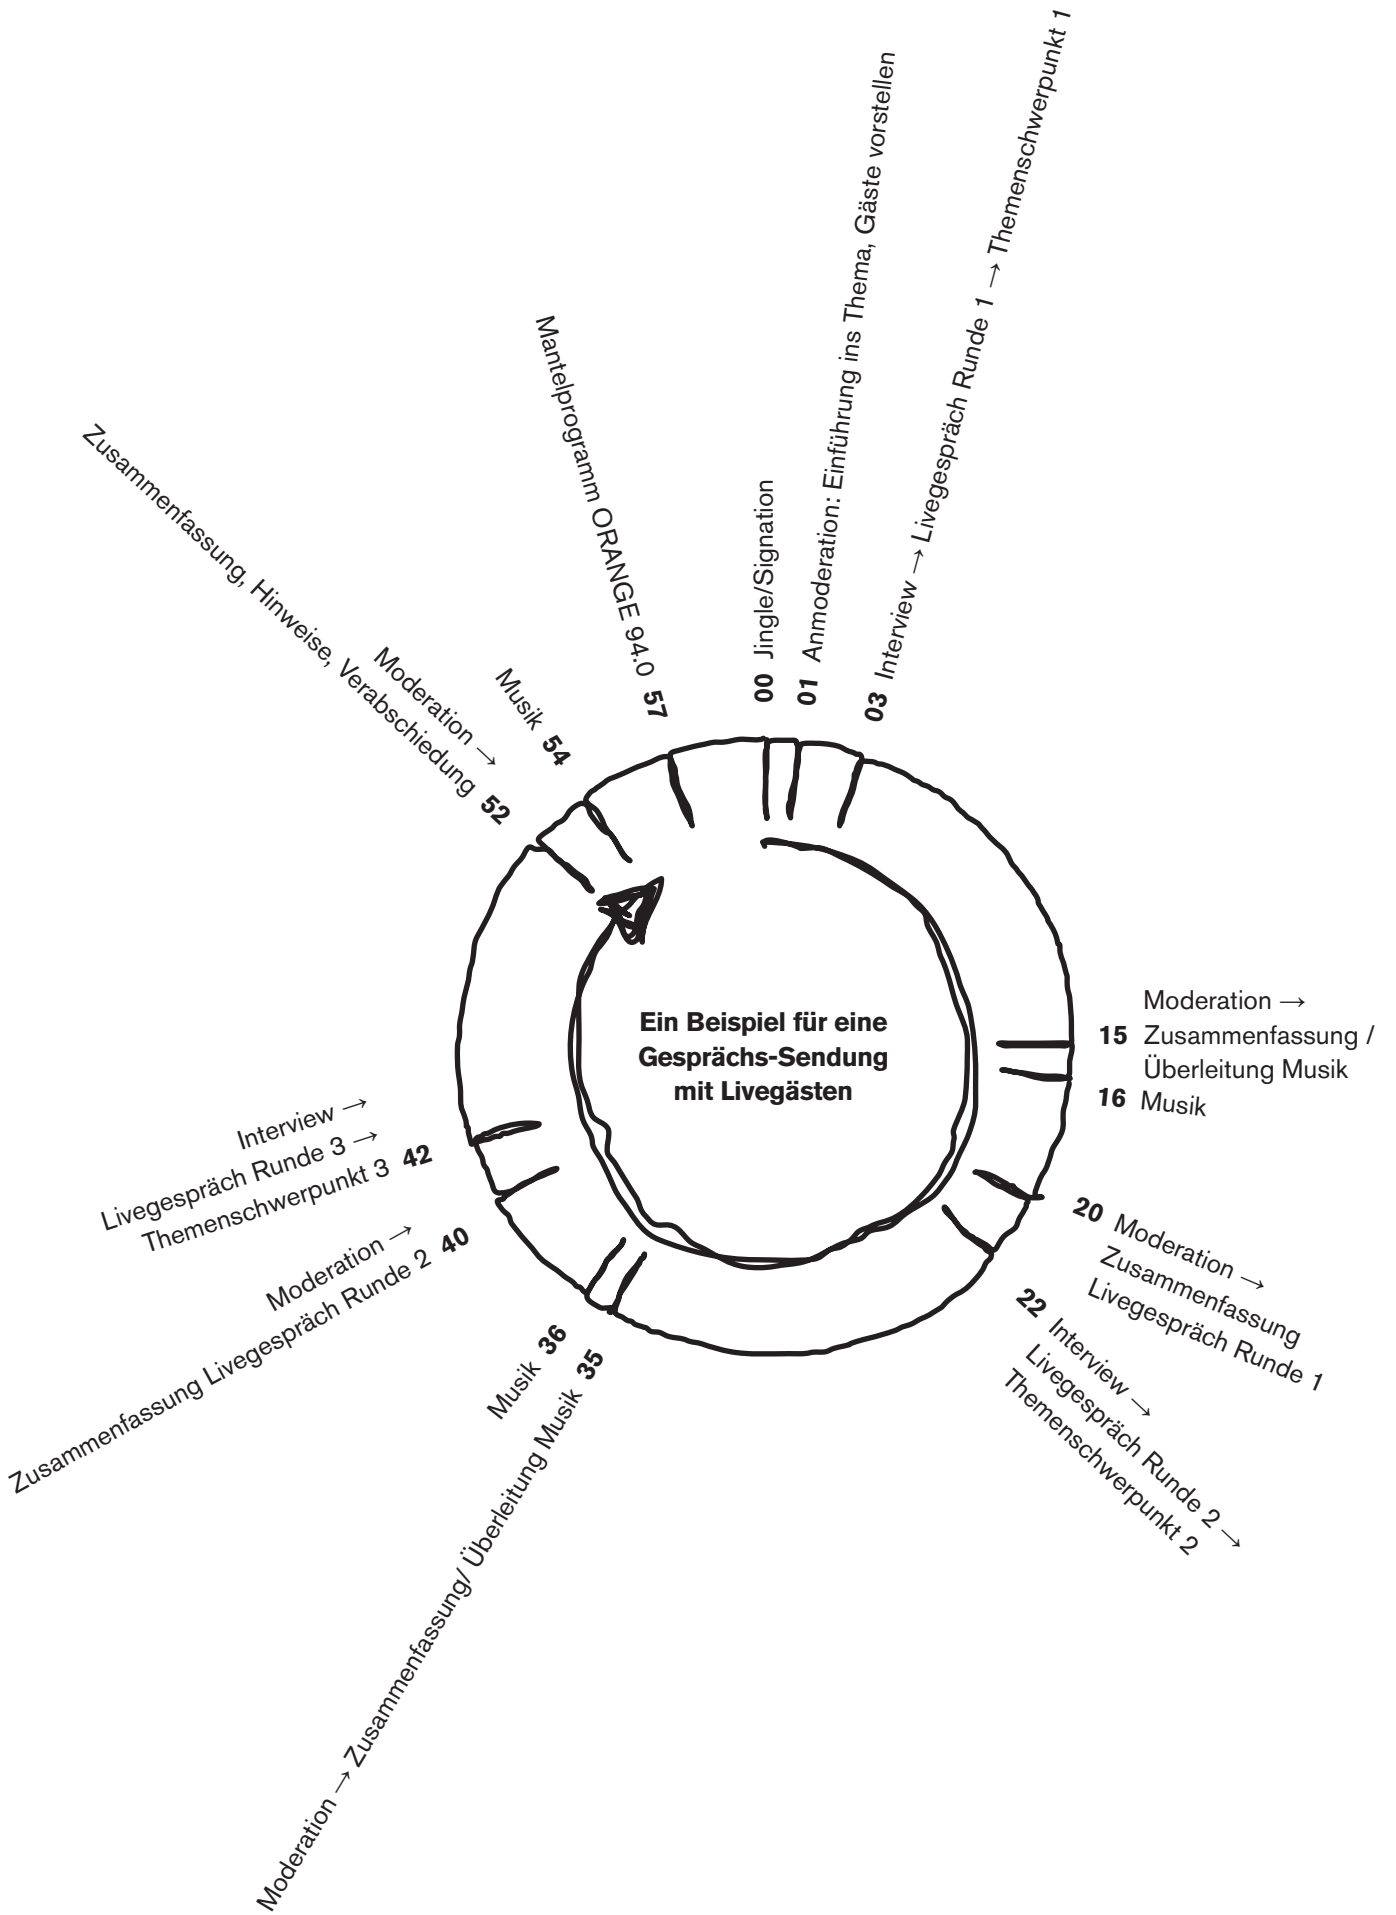 Ein Beispiel für eine
Gesprächs-Sendung
mit Livegästen
00 Jingle/Signation
01 Anmoderation: Einführung ins Thema, Gäste vorstellen
03 Interview → Livegespräch Runde 1 → Themenschwerpunkt 1
Moderation →
15 Zusammenfassung /
Überleitung Musik
16 Musik
20 Moderation →
Zusammenfassung
Livegespräch Runde 1
22 Interview →
Livegespräch Runde 2 →
Themenschwerpunkt 2
Moderation → Zusammenfassung/ Überleitung Musik 35
Musik 36
Moderation →
Zusammenfassung Livegespräch Runde 2 40
Interview →
Livegespräch Runde 3 →
Themenschwerpunkt 3 42
Moderation →
Zusammenfassung, Hinweise, Verabschiedung 52
Musik 54
Mantelprogramm ORANGE 94.0 57